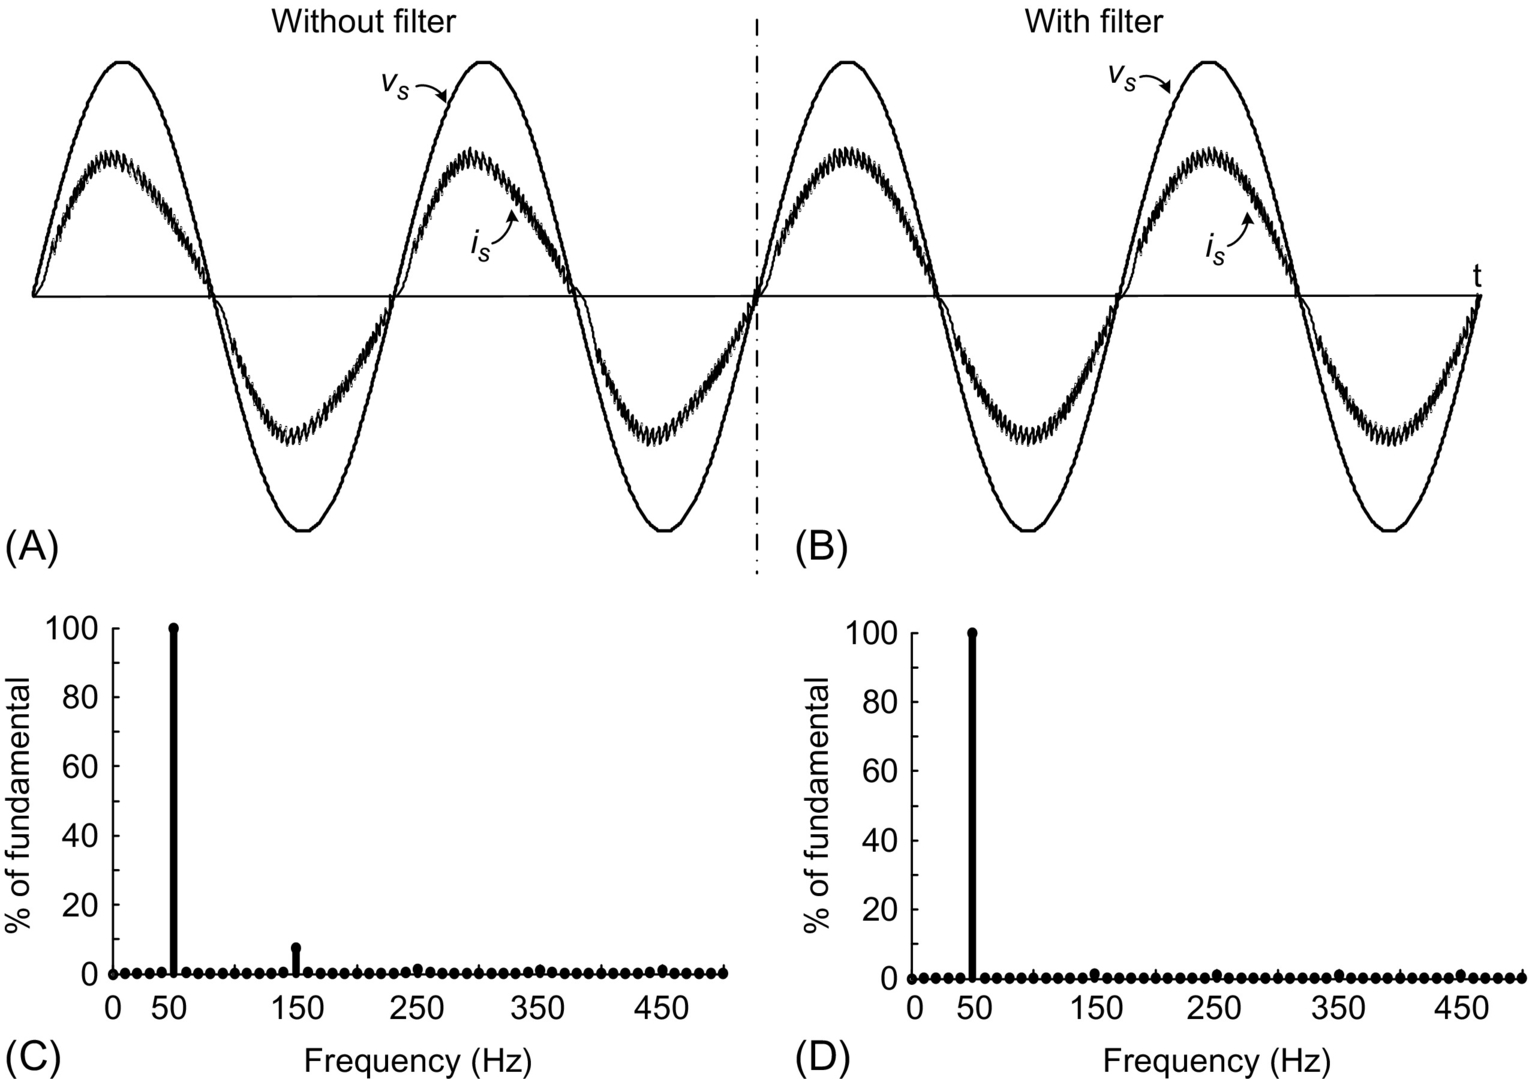 Without filter
With filter
vs
vs
is
is
t
(A)
(B)
100
80
60
40
20
0
% of fundamental
0 50 150 250 350 450
Frequency (Hz)
(C)
100
80
60
40
20
0
% of fundamental
0 50 150 250 350 450
Frequency (Hz)
(D)